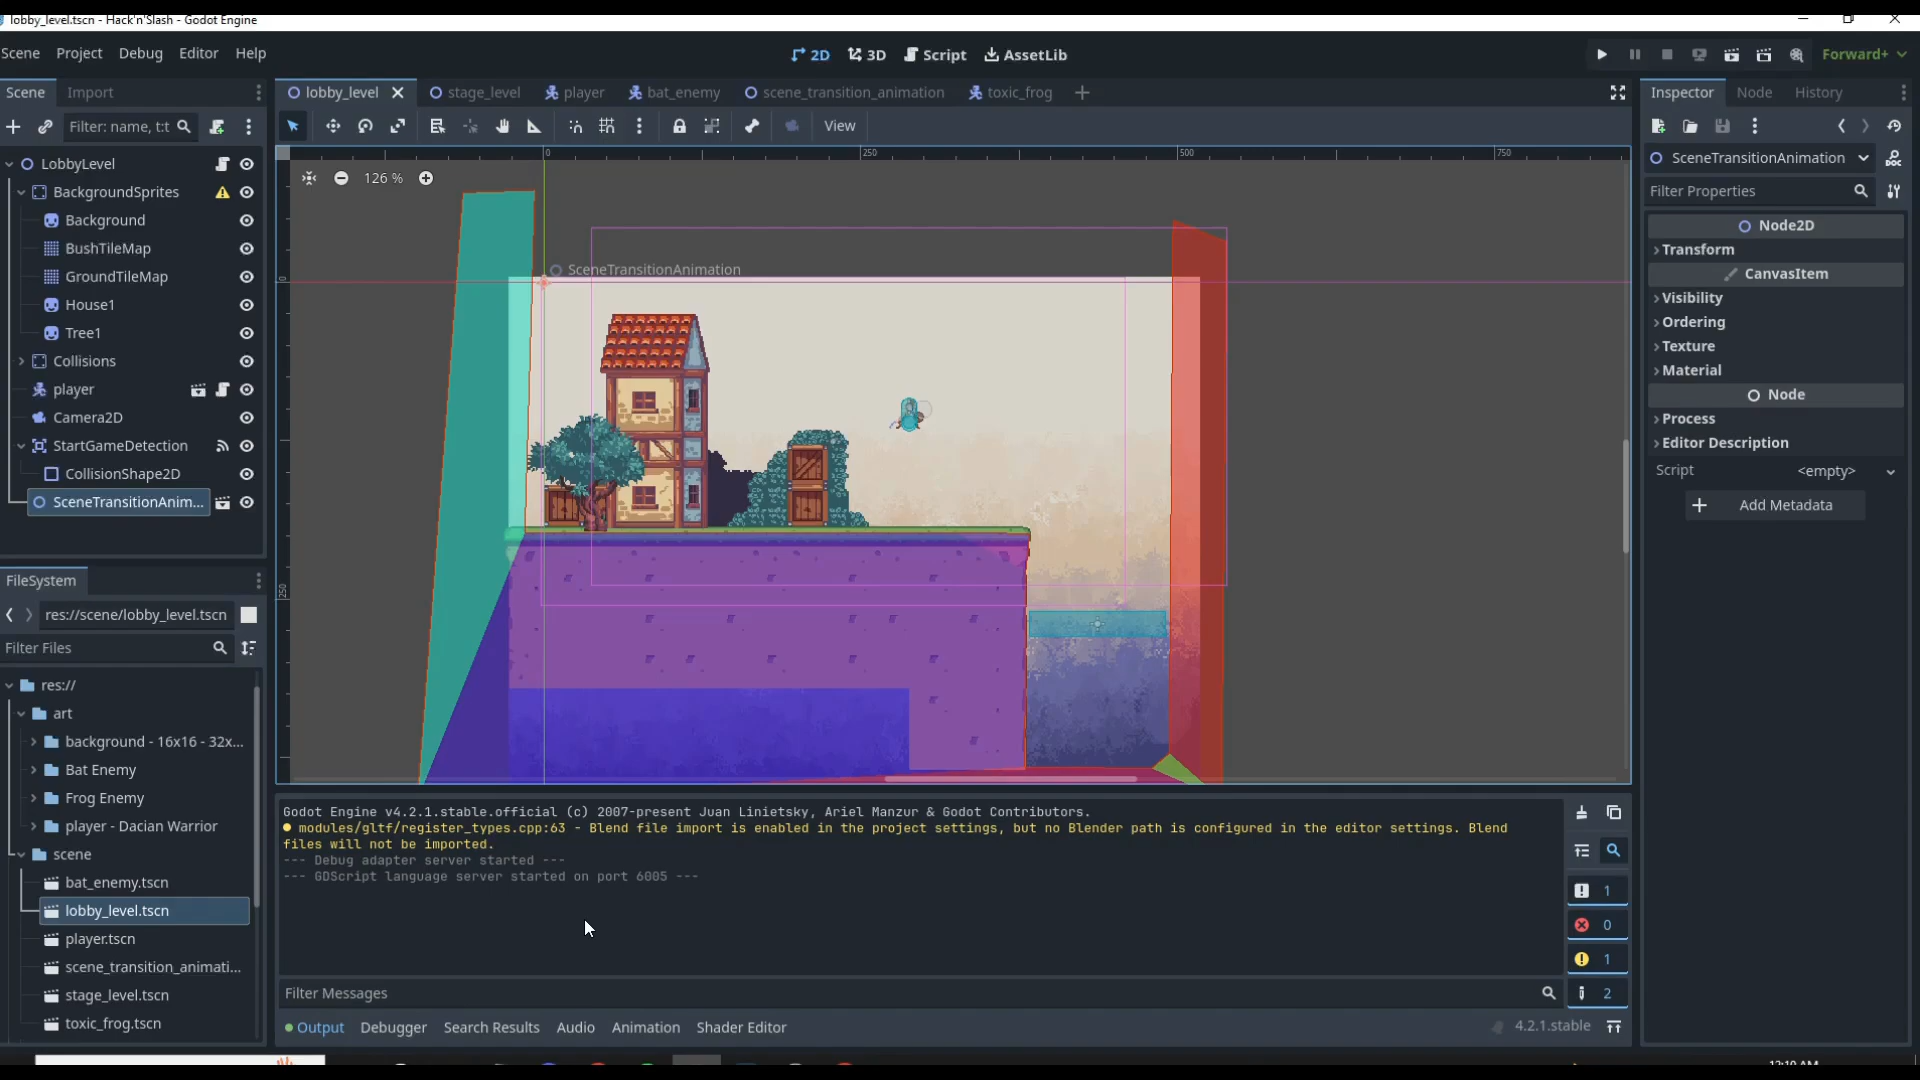 lobby_level.tscn - Hack'n'Slash - Godot Engine
Scene Project Debug Editor Help
2D 3D Script AssetLib
Forward+
Scene Import
lobby_level stage_level player bat_enemy scene_transition_animation toxic_frog
Inspector Node History
Filter: name, t:t
View
LobbyLevel
BackgroundSprites
Background
BushTileMap
GroundTileMap
House1
Tree1
Collisions
player
Camera2D
StartGameDetection
CollisionShape2D
SceneTransitionAnim...
FileSystem
res://scene/lobby_level.tscn
Filter Files
res://
art
background - 16x16 - 32x...
Bat Enemy
Frog Enemy
player - Dacian Warrior
scene
bat_enemy.tscn
lobby_level.tscn
player.tscn
scene_transition_animati...
stage_level.tscn
toxic_frog.tscn
0 250 500 750
126 %
0
250
SceneTransitionAnimation
Godot Engine v4.2.1.stable.official (c) 2007-present Juan Linietsky, Ariel Manzur & Godot Contributors.
modules/gltf/register_types.cpp:63 - Blend file import is enabled in the project settings, but no Blender path is configured in the editor settings. Blend
files will not be imported.
--- Debug adapter server started ---
--- GDScript language server started on port 6005 ---
1
0
1
2
Filter Messages
Output Debugger Search Results Audio Animation Shader Editor
4.2.1.stable
SceneTransitionAnimation
Filter Properties
Node2D
Transform
CanvasItem
Visibility
Ordering
Texture
Material
Node
Process
Editor Description
Script <empty>
Add Metadata